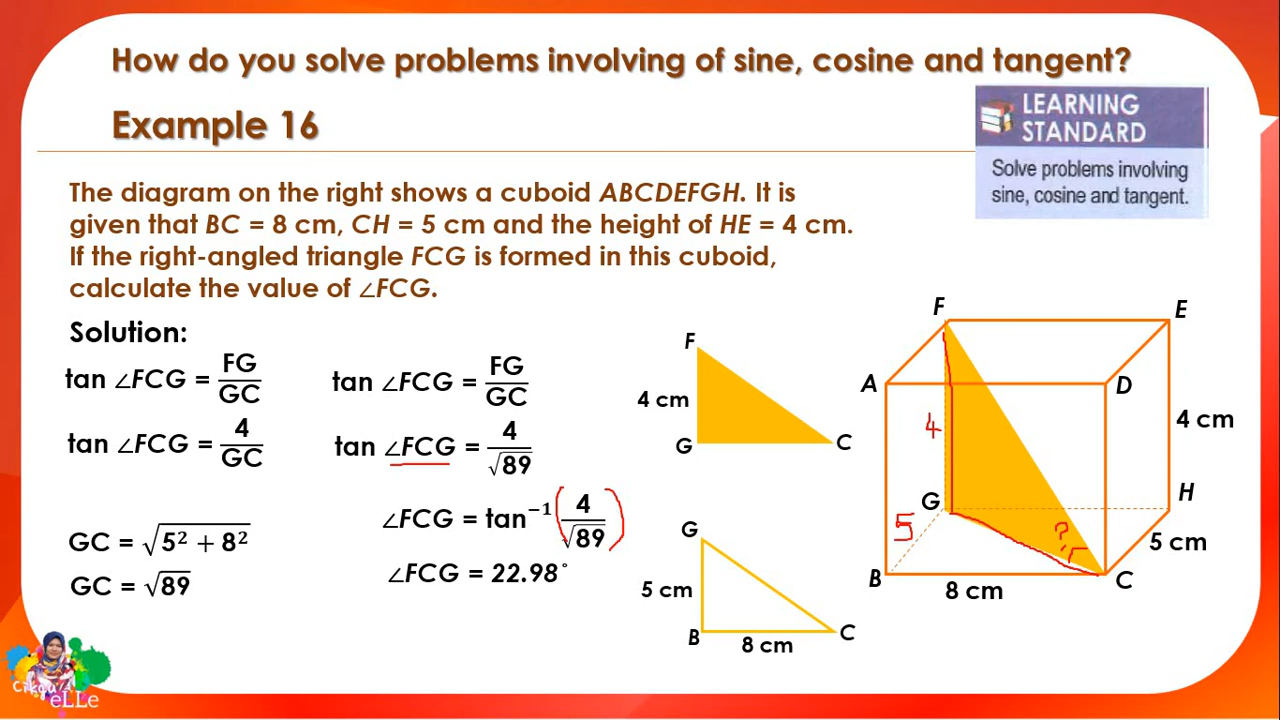 How do you solve problems involving of sine, cosine and tangent?
Example 16
LEARNING
STANDARD
Solve problems involving
sine, cosine and tangent.
The diagram on the right shows a cuboid ABCDEFGH. It is
given that BC = 8 cm, CH = 5 cm and the height of HE = 4 cm.
If the right-angled triangle FCG is formed in this cuboid,
calculate the value of ∠FCG.
Solution:
tan ∠FCG = FG/GC
tan ∠FCG = 4/GC
GC = √(5² + 8²)
GC = √89
tan ∠FCG = FG/GC
tan ∠FCG = 4/√89
∠FCG = tan⁻¹(4/√89)
∠FCG = 22.98°
F
4 cm
G
C
G
5 cm
B
8 cm
C
F
E
A
D
4
4 cm
G
H
5
?
5 cm
B
8 cm
C
Cikgu
eLLe